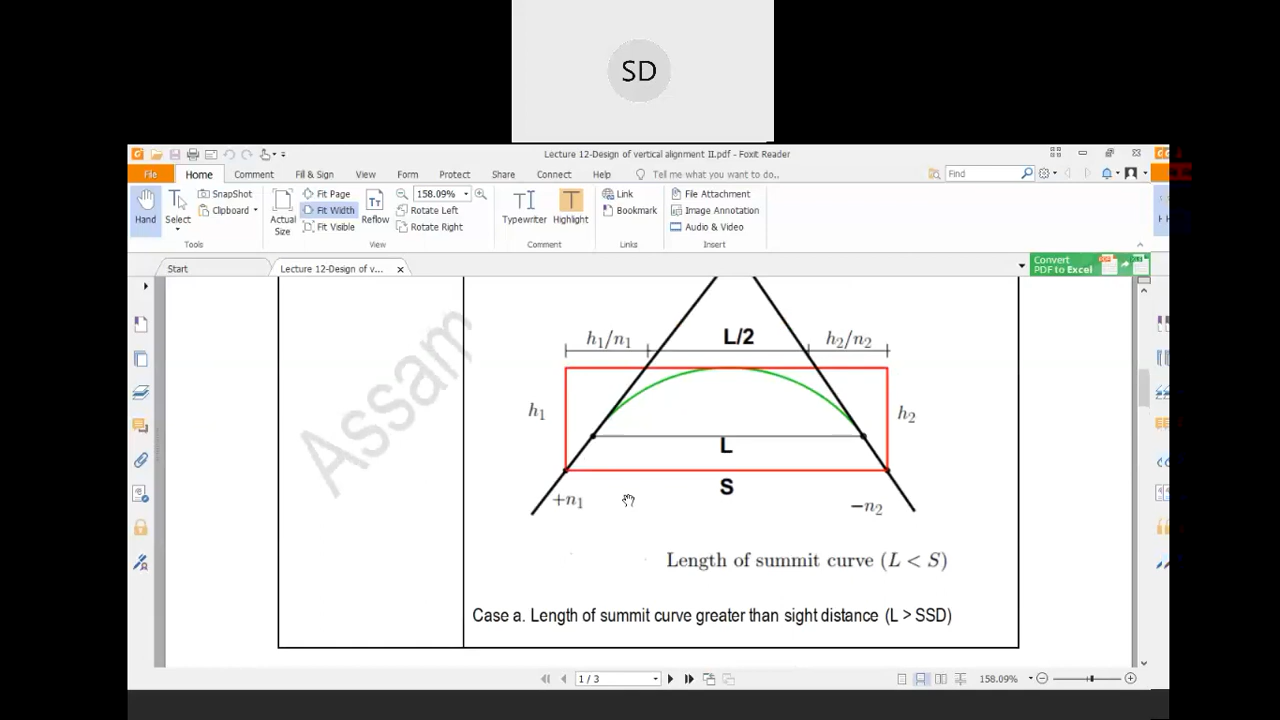 SD
Lecture 12-Design of vertical alignment II.pdf - Foxit Reader
File Home Comment Fill & Sign View Form Protect Share Connect Help Tell me what you want to do.. Find
Hand
Select
SnapShot
Clipboard
Actual Size
Fit Page
Fit Width
Fit Visible
Reflow
158.09%
Rotate Left
Rotate Right
Typewriter
Highlight
Link
Bookmark
File Attachment
Image Annotation
Audio & Video
Tools View Comment Links Insert
Start Lecture 12-Design of v...
Convert
PDF to Excel
Assam
h₁/n₁ L/2 h₂/n₂
h₁ h₂
L
S
+n₁ −n₂
Length of summit curve (L < S)
Case a. Length of summit curve greater than sight distance (L > SSD)
1 / 3 158.09%